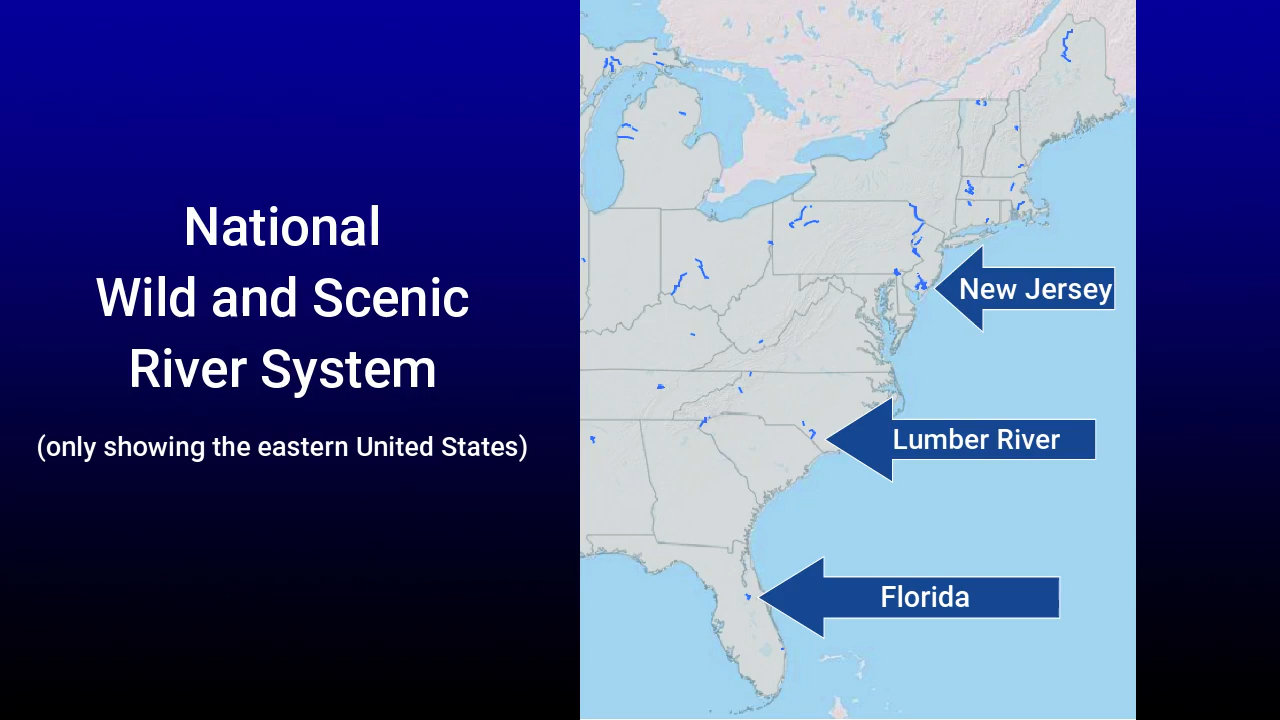 National
Wild and Scenic
River System
(only showing the eastern United States)
New Jersey
Lumber River
Florida